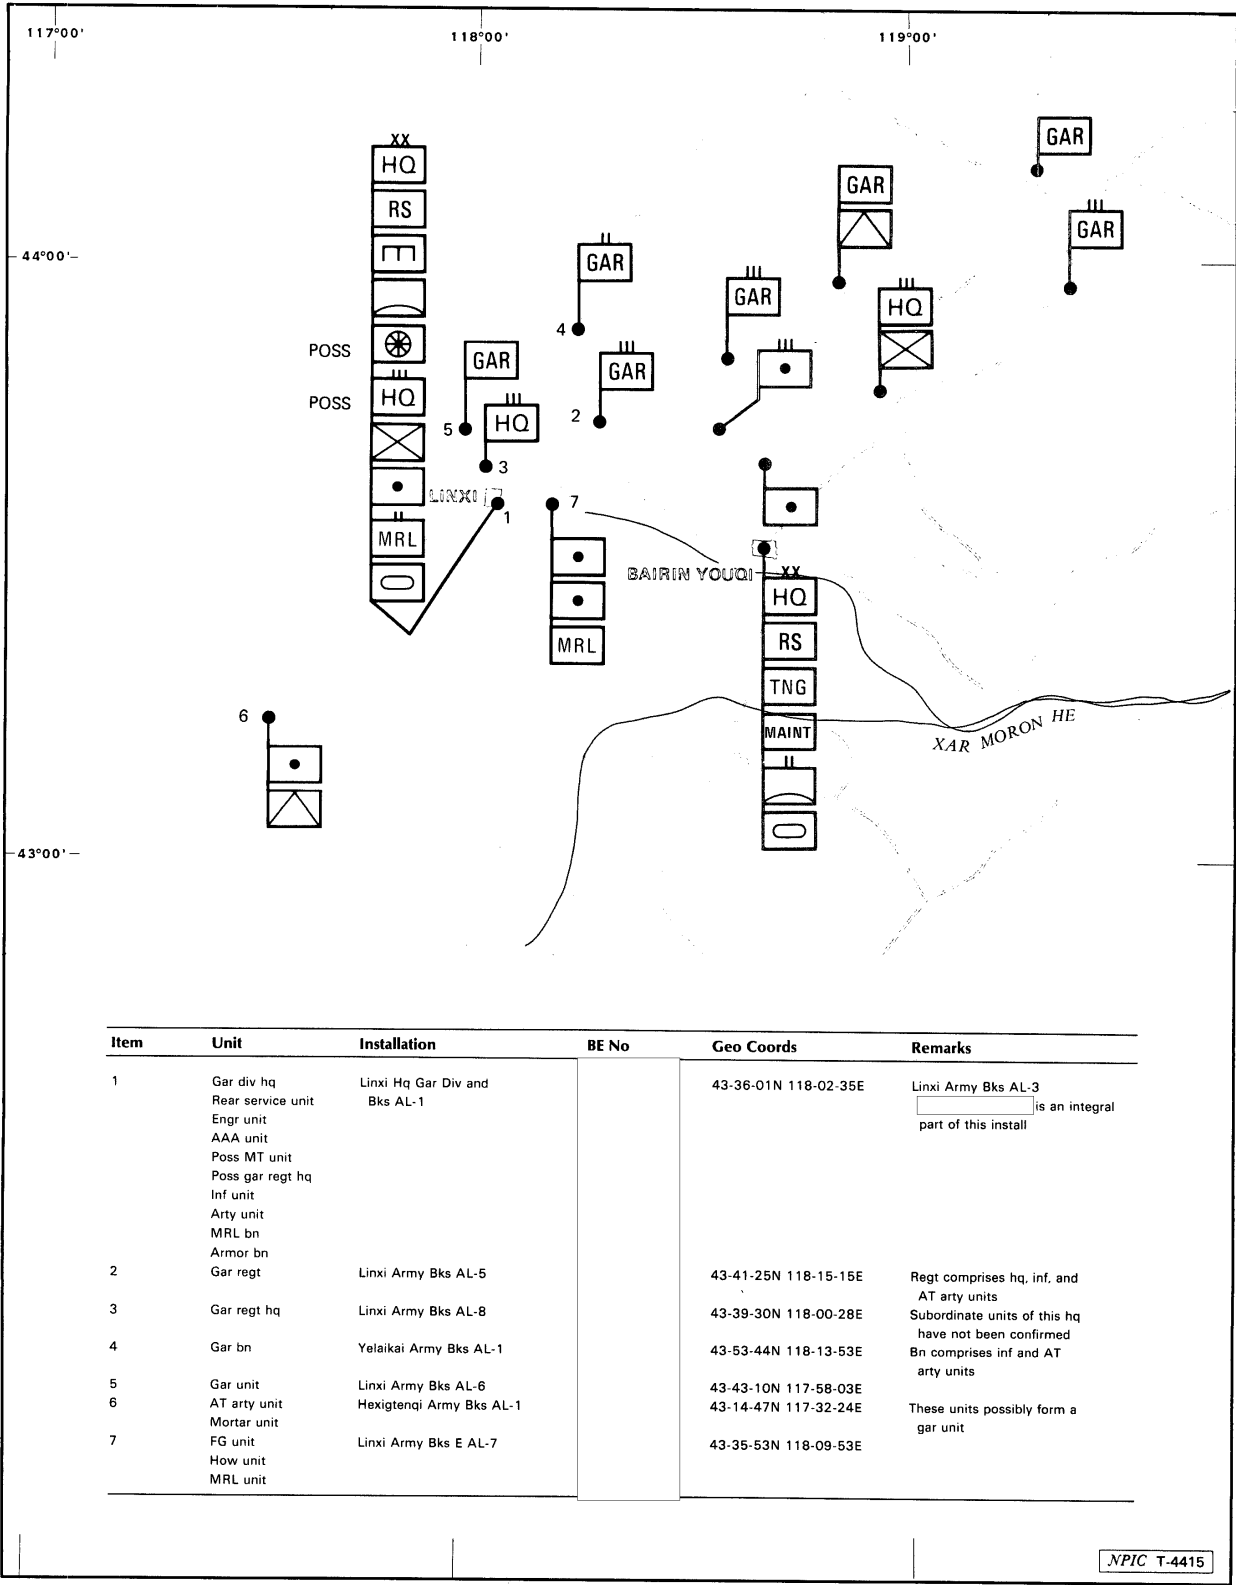 117°00'
118°00'
119°00'
GAR
XX
HQ
RS
GAR
GAR
44°00'
GAR
GAR
HQ
4
POSS
GAR
GAR
POSS
HQ
HQ
2
5
3
LINXI
1
7
MRL
BAIRIN YOUQI
XX
HQ
RS
MRL
TNG
6
MAINT
XAR MORON HE
43°00'
Item Unit Installation BE No Geo Coords Remarks
1 Gar div hq Linxi Hq Gar Div and 43-36-01N 118-02-35E Linxi Army Bks AL-3
Rear service unit Bks AL-1 is an integral
Engr unit part of this install
AAA unit
Poss MT unit
Poss gar regt hq
Inf unit
Arty unit
MRL bn
Armor bn
2 Gar regt Linxi Army Bks AL-5 43-41-25N 118-15-15E Regt comprises hq, inf, and
AT arty units
3 Gar regt hq Linxi Army Bks AL-8 43-39-30N 118-00-28E Subordinate units of this hq
have not been confirmed
4 Gar bn Yelaikai Army Bks AL-1 43-53-44N 118-13-53E Bn comprises inf and AT
arty units
5 Gar unit Linxi Army Bks AL-6 43-43-10N 117-58-03E
6 AT arty unit Hexigtenqi Army Bks AL-1 43-14-47N 117-32-24E These units possibly form a
Mortar unit gar unit
7 FG unit Linxi Army Bks E AL-7 43-35-53N 118-09-53E
How unit
MRL unit
NPIC T-4415